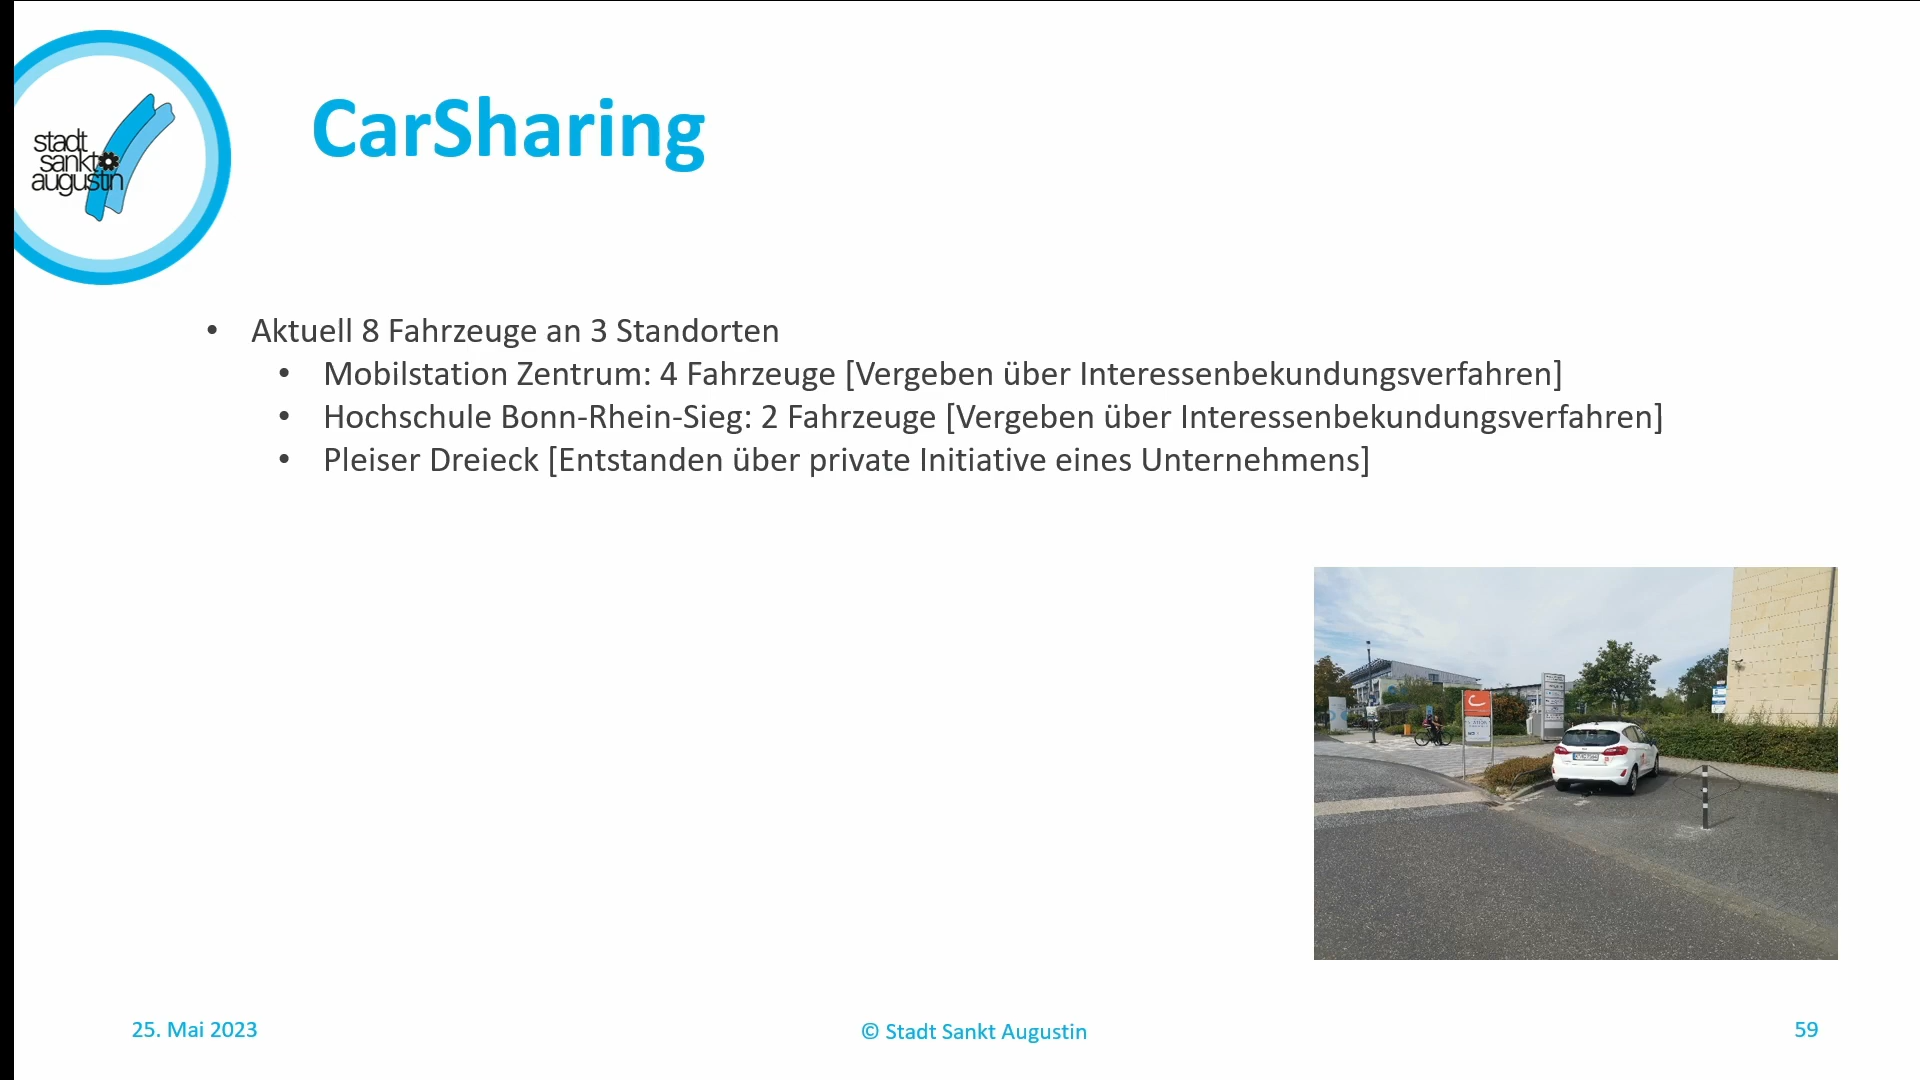 stadt
sankt
augustin
CarSharing
• Aktuell 8 Fahrzeuge an 3 Standorten
• Mobilstation Zentrum: 4 Fahrzeuge [Vergeben über Interessenbekundungsverfahren]
• Hochschule Bonn-Rhein-Sieg: 2 Fahrzeuge [Vergeben über Interessenbekundungsverfahren]
• Pleiser Dreieck [Entstanden über private Initiative eines Unternehmens]
25. Mai 2023
© Stadt Sankt Augustin
59